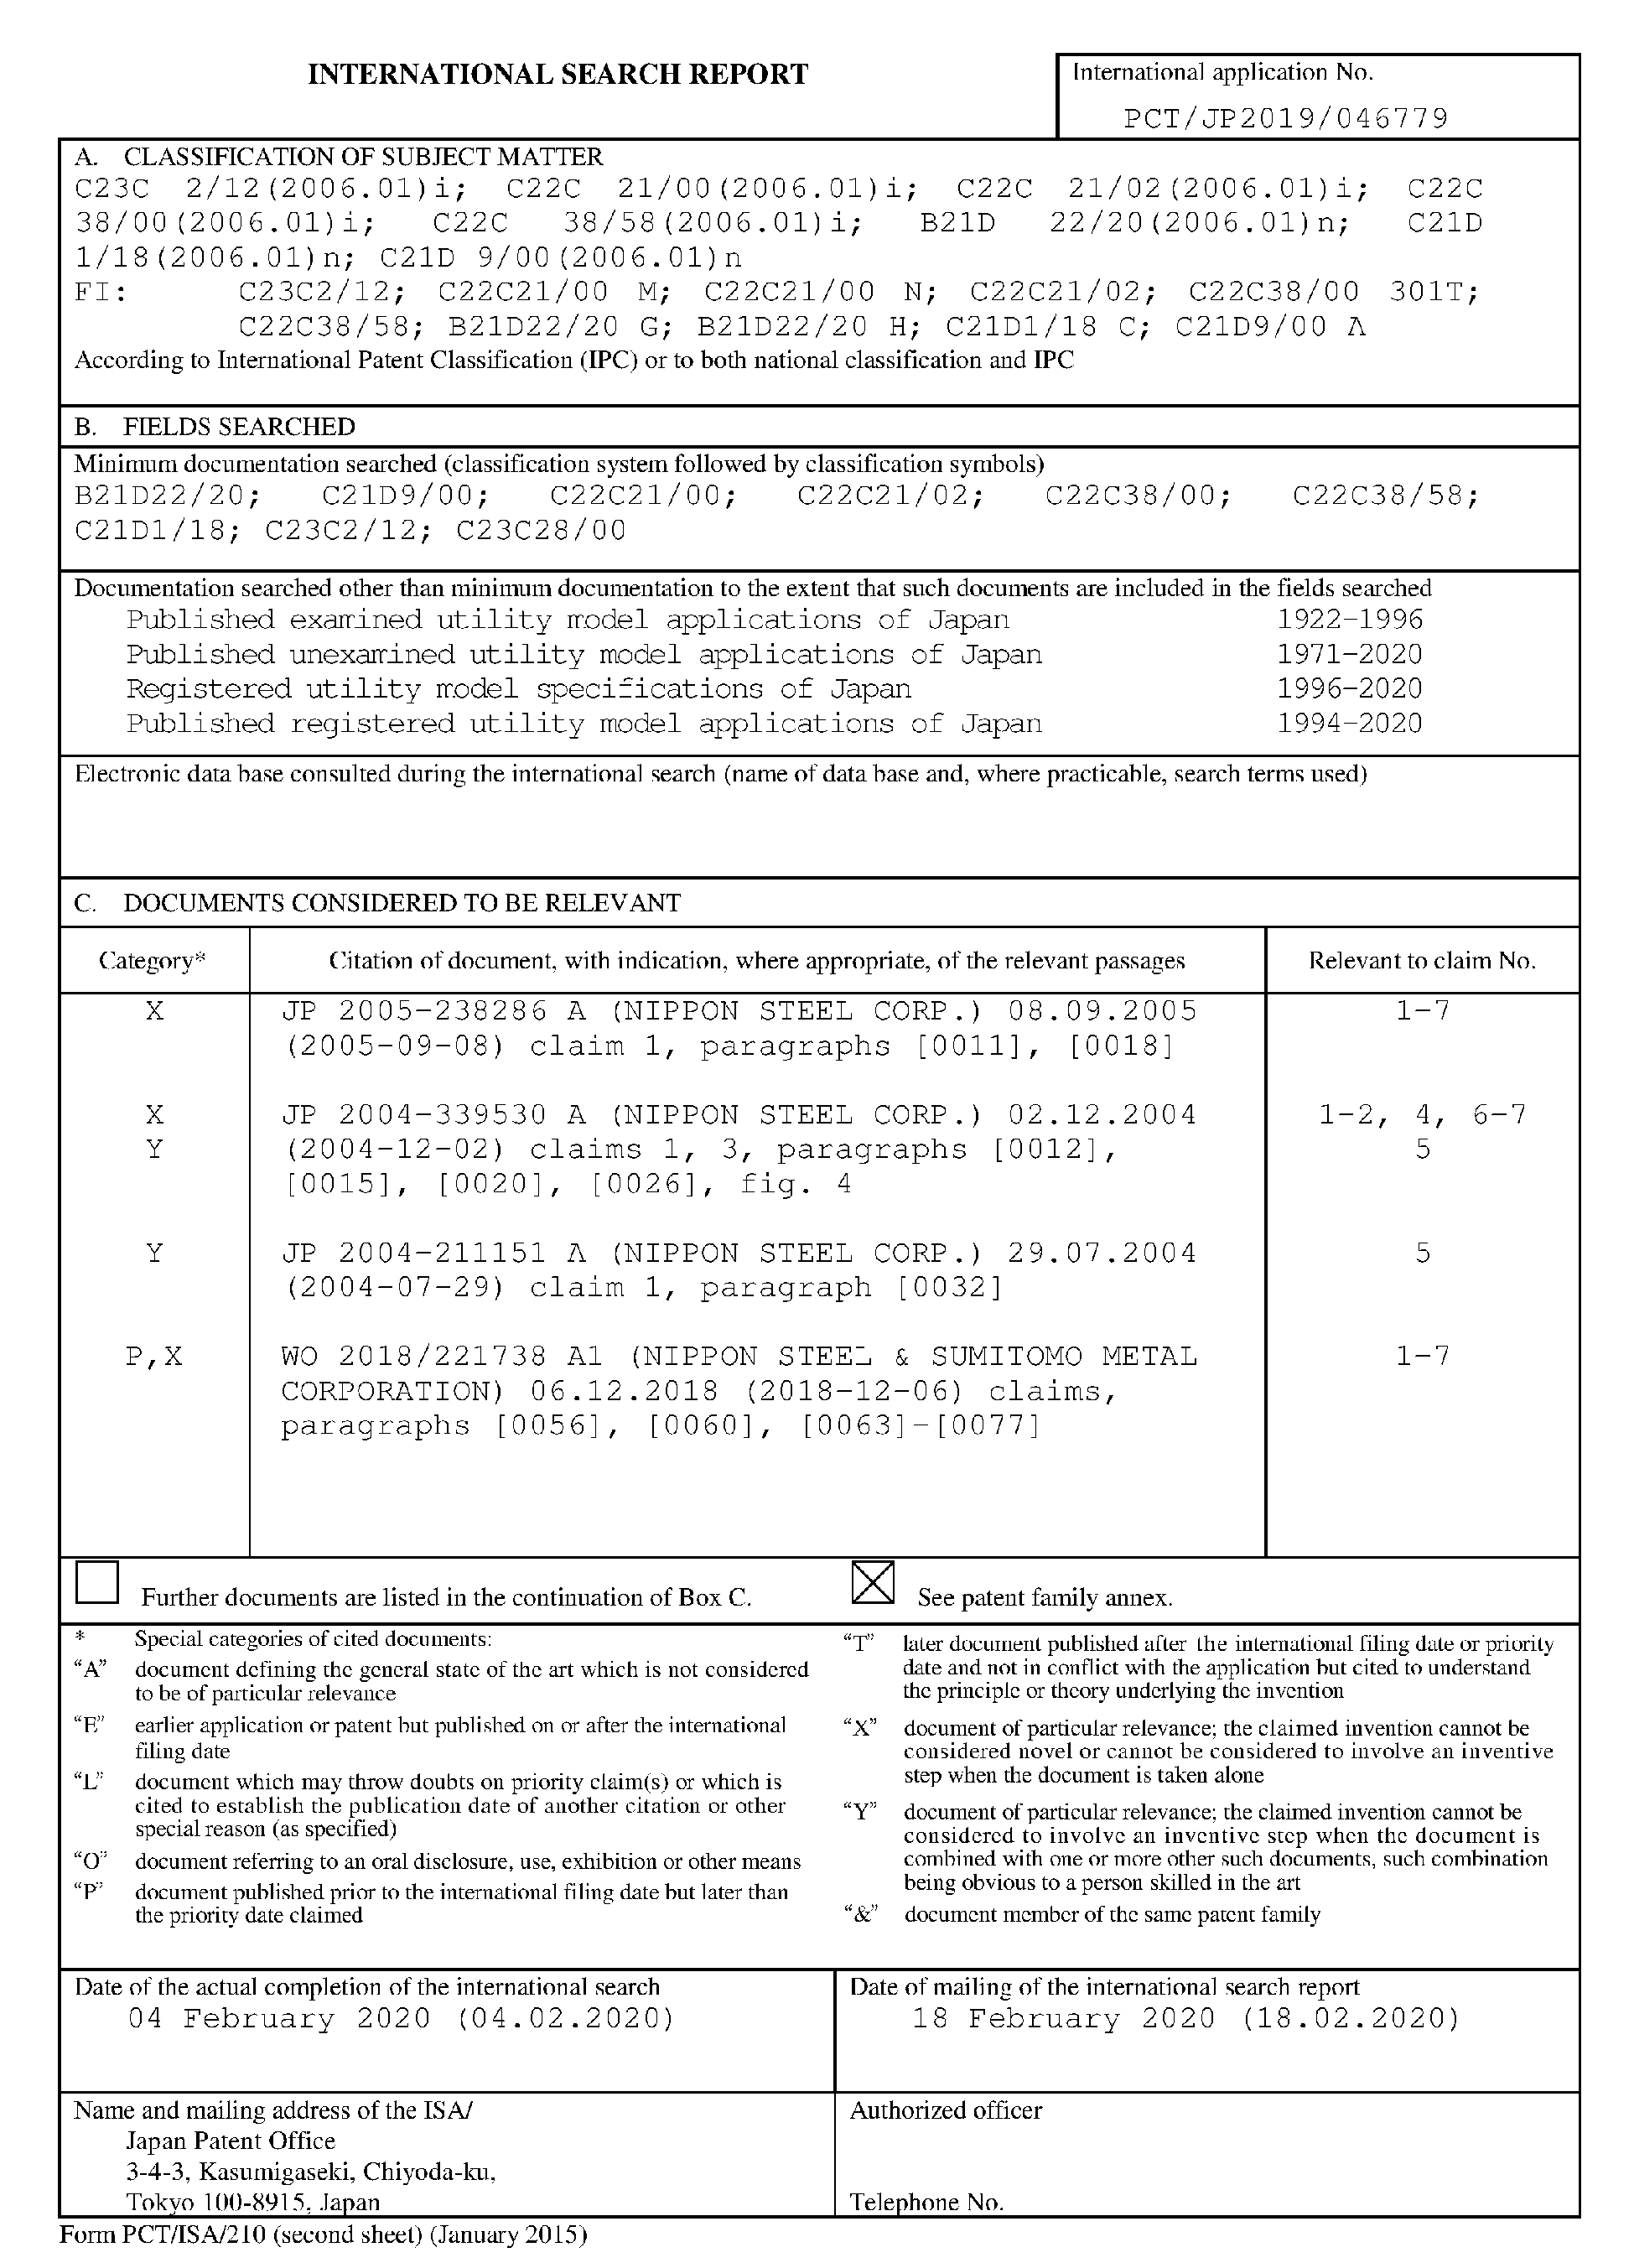 INTERNATIONAL SEARCH REPORT
International application No.
PCT/JP2019/046779
A. CLASSIFICATION OF SUBJECT MATTER
C23C 2/12(2006.01)i; C22C 21/00(2006.01)i; C22C 21/02(2006.01)i; C22C
38/00(2006.01)i; C22C 38/58(2006.01)i; B21D 22/20(2006.01)n; C21D
1/18(2006.01)n; C21D 9/00(2006.01)n
FI: C23C2/12; C22C21/00 M; C22C21/00 N; C22C21/02; C22C38/00 301T;
C22C38/58; B21D22/20 G; B21D22/20 H; C21D1/18 C; C21D9/00 A
According to International Patent Classification (IPC) or to both national classification and IPC
B. FIELDS SEARCHED
Minimum documentation searched (classification system followed by classification symbols)
B21D22/20; C21D9/00; C22C21/00; C22C21/02; C22C38/00; C22C38/58;
C21D1/18; C23C2/12; C23C28/00
Documentation searched other than minimum documentation to the extent that such documents are included in the fields searched
Published examined utility model applications of Japan 1922-1996
Published unexamined utility model applications of Japan 1971-2020
Registered utility model specifications of Japan 1996-2020
Published registered utility model applications of Japan 1994-2020
Electronic data base consulted during the international search (name of data base and, where practicable, search terms used)
C. DOCUMENTS CONSIDERED TO BE RELEVANT
Category* Citation of document, with indication, where appropriate, of the relevant passages Relevant to claim No.
X JP 2005-238286 A (NIPPON STEEL CORP.) 08.09.2005 1-7
(2005-09-08) claim 1, paragraphs [0011], [0018]
X JP 2004-339530 A (NIPPON STEEL CORP.) 02.12.2004 1-2, 4, 6-7
Y (2004-12-02) claims 1, 3, paragraphs [0012], 5
[0015], [0020], [0026], fig. 4
Y JP 2004-211151 A (NIPPON STEEL CORP.) 29.07.2004 5
(2004-07-29) claim 1, paragraph [0032]
P,X WO 2018/221738 A1 (NIPPON STEEL & SUMITOMO METAL 1-7
CORPORATION) 06.12.2018 (2018-12-06) claims,
paragraphs [0056], [0060], [0063]-[0077]
Further documents are listed in the continuation of Box C.
See patent family annex.
* Special categories of cited documents:
"A" document defining the general state of the art which is not considered
to be of particular relevance
"E" earlier application or patent but published on or after the international
filing date
"L" document which may throw doubts on priority claim(s) or which is
cited to establish the publication date of another citation or other
special reason (as specified)
"O" document referring to an oral disclosure, use, exhibition or other means
"P" document published prior to the international filing date but later than
the priority date claimed
"T" later document published after the international filing date or priority
date and not in conflict with the application but cited to understand
the principle or theory underlying the invention
"X" document of particular relevance; the claimed invention cannot be
considered novel or cannot be considered to involve an inventive
step when the document is taken alone
"Y" document of particular relevance; the claimed invention cannot be
considered to involve an inventive step when the document is
combined with one or more other such documents, such combination
being obvious to a person skilled in the art
"&" document member of the same patent family
Date of the actual completion of the international search
04 February 2020 (04.02.2020)
Date of mailing of the international search report
18 February 2020 (18.02.2020)
Name and mailing address of the ISA/
Japan Patent Office
3-4-3, Kasumigaseki, Chiyoda-ku,
Tokyo 100-8915, Japan
Authorized officer
Telephone No.
Form PCT/ISA/210 (second sheet) (January 2015)